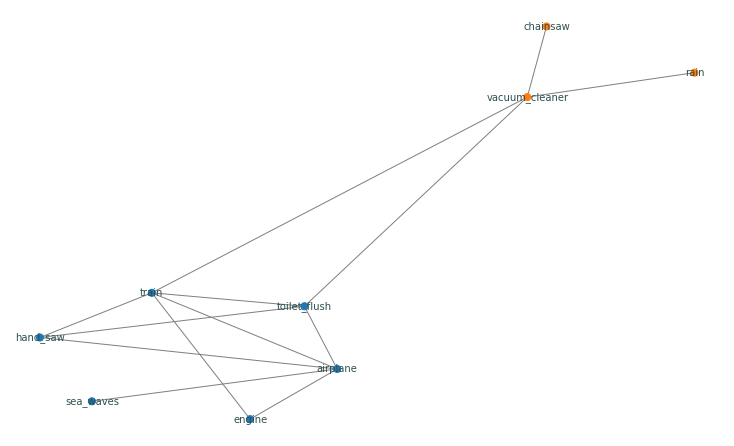 chainsaw
rain
vacuum_cleaner
train
toilet_flush
hand_saw
airplane
sea_waves
engine